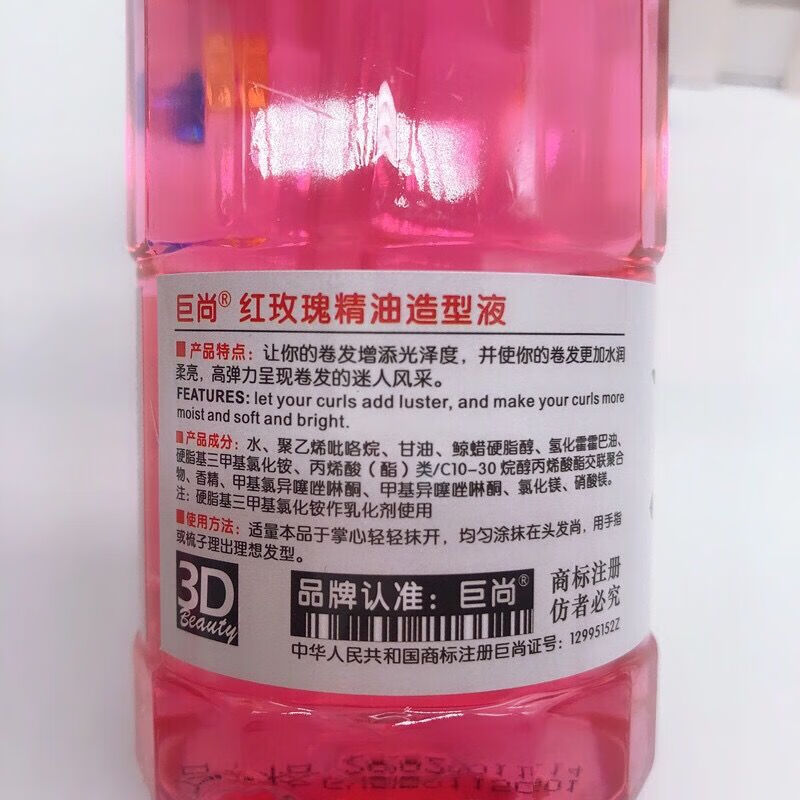 巨尚® 红玫瑰精油造型液
产品特点：让你的卷发增添光泽度，并使你的卷发更加水润
柔亮，高弹力呈现卷发的迷人风采。
FEATURES: let your curls add luster, and make your curls more
moist and soft and bright.
产品成分：水、聚乙烯吡咯烷、甘油、鲸蜡硬脂醇、氢化霍霍巴油、
硬脂基三甲基氯化铵、丙烯酸（酯）类/C10-30 烷醇丙烯酸酯交联聚合
物、香精、甲基氯异噻唑啉酮、甲基异噻唑啉酮、氯化镁、硝酸镁。
注：硬脂基三甲基氯化铵作乳化剂使用
使用方法：适量本品于掌心轻轻抹开，均匀涂抹在头发尚，用手指
或梳子理出理想发型。
3D
Beauty
品牌认准：巨尚®
商标注册
仿者必究
中华人民共和国商标注册巨尚证号：12995152Z